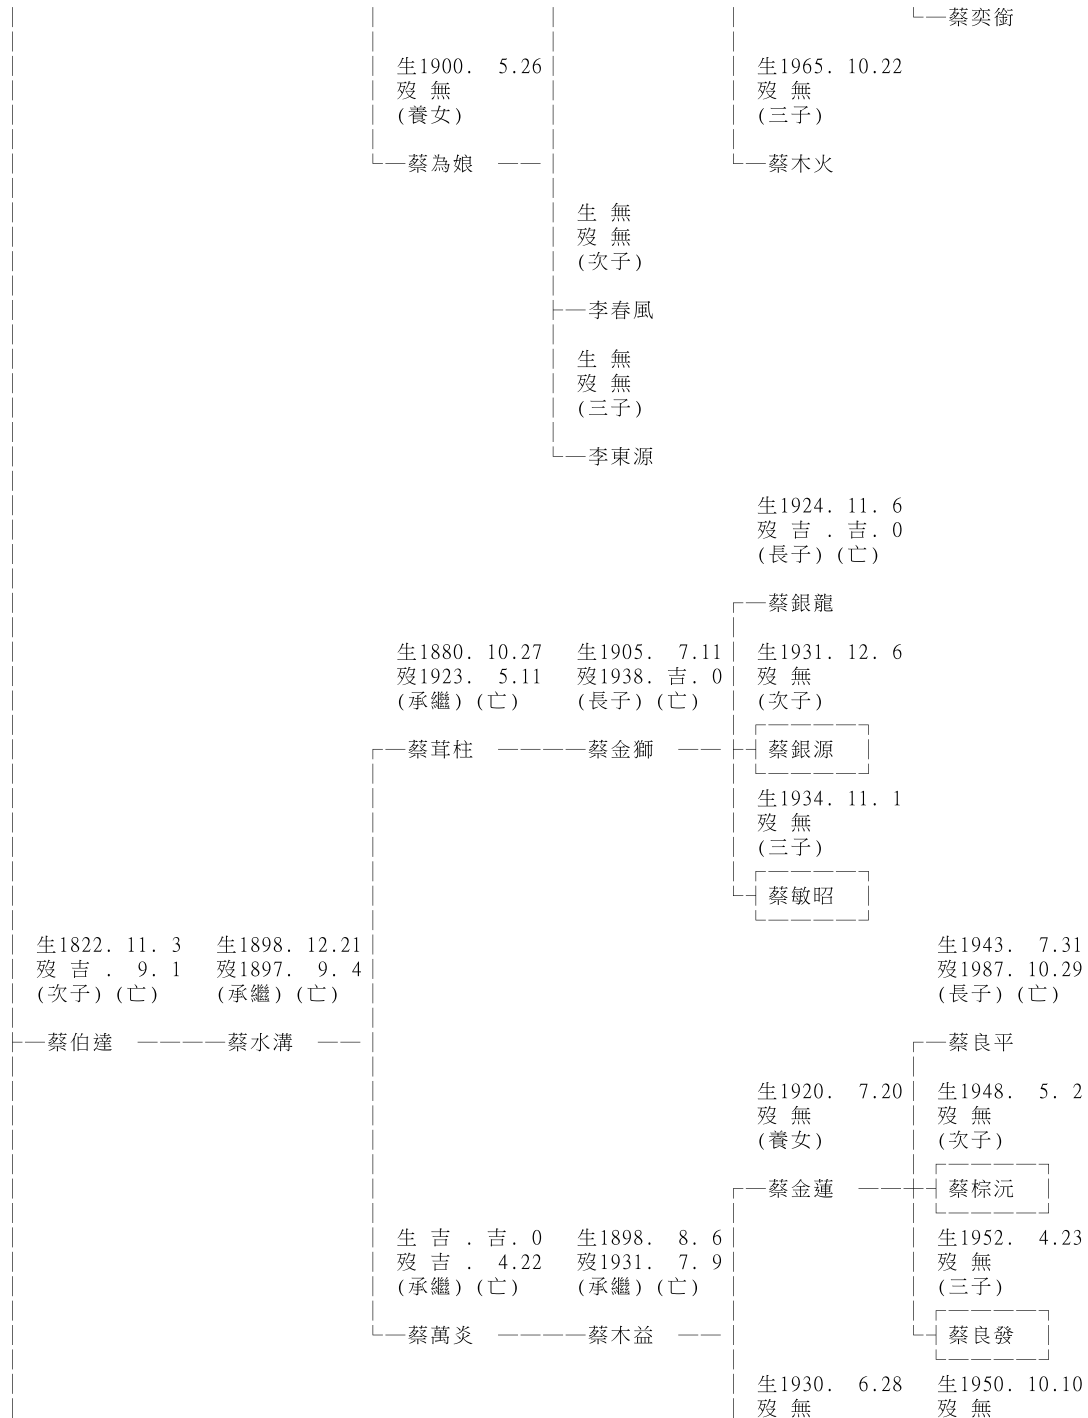 蔡奕銜
生1900. 5.26 生1965. 10.22
歿 無 歿 無
(養女) (三子)
蔡為娘 蔡木火
生 無
歿 無
(次子)
李春風
生 無
歿 無
(三子)
李東源
生1924. 11. 6
歿 吉 . 吉. 0
(長子)(亡)
蔡銀龍
生1880. 10.27 生1905. 7.11 生1931. 12. 6
歿1923. 5.11 歿1938. 吉. 0 歿 無
(承繼)(亡) (長子)(亡) (次子)
蔡茸柱 蔡金獅 蔡銀源
生1934. 11. 1
歿 無
(三子)
蔡敏昭
生1822. 11. 3 生1898. 12.21 生1943. 7.31
歿 吉 . 9. 1 歿1897. 9. 4 歿1987. 10.29
(次子)(亡) (承繼)(亡) (長子)(亡)
蔡伯達 蔡水溝 蔡良平
生1920. 7.20 生1948. 5. 2
歿 無 歿 無
(養女) (次子)
蔡金蓮 蔡棕沅
生 吉 . 吉. 0 生1898. 8. 6 生1952. 4.23
歿 吉 . 4.22 歿1931. 7. 9 歿 無
(承繼)(亡) (承繼)(亡) (三子)
蔡萬炎 蔡木益 蔡良發
生1930. 6.28 生1950. 10.10
歿 無 歿 無